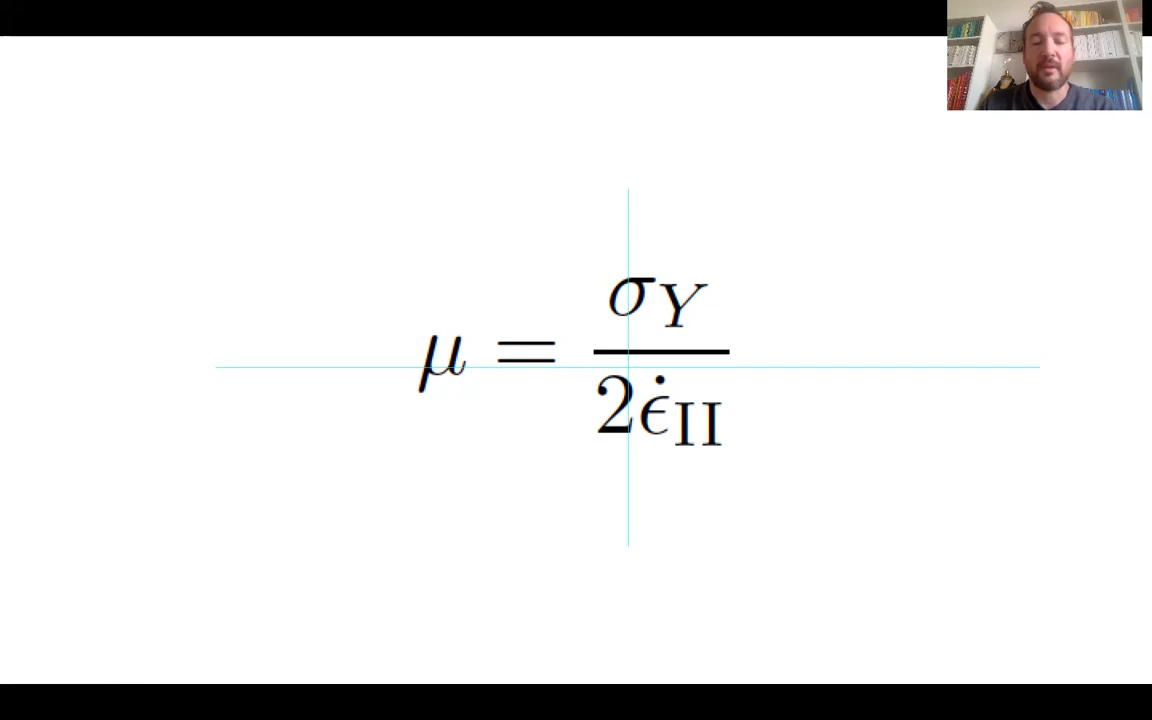 μ = σ_Y / 2ε̇_II